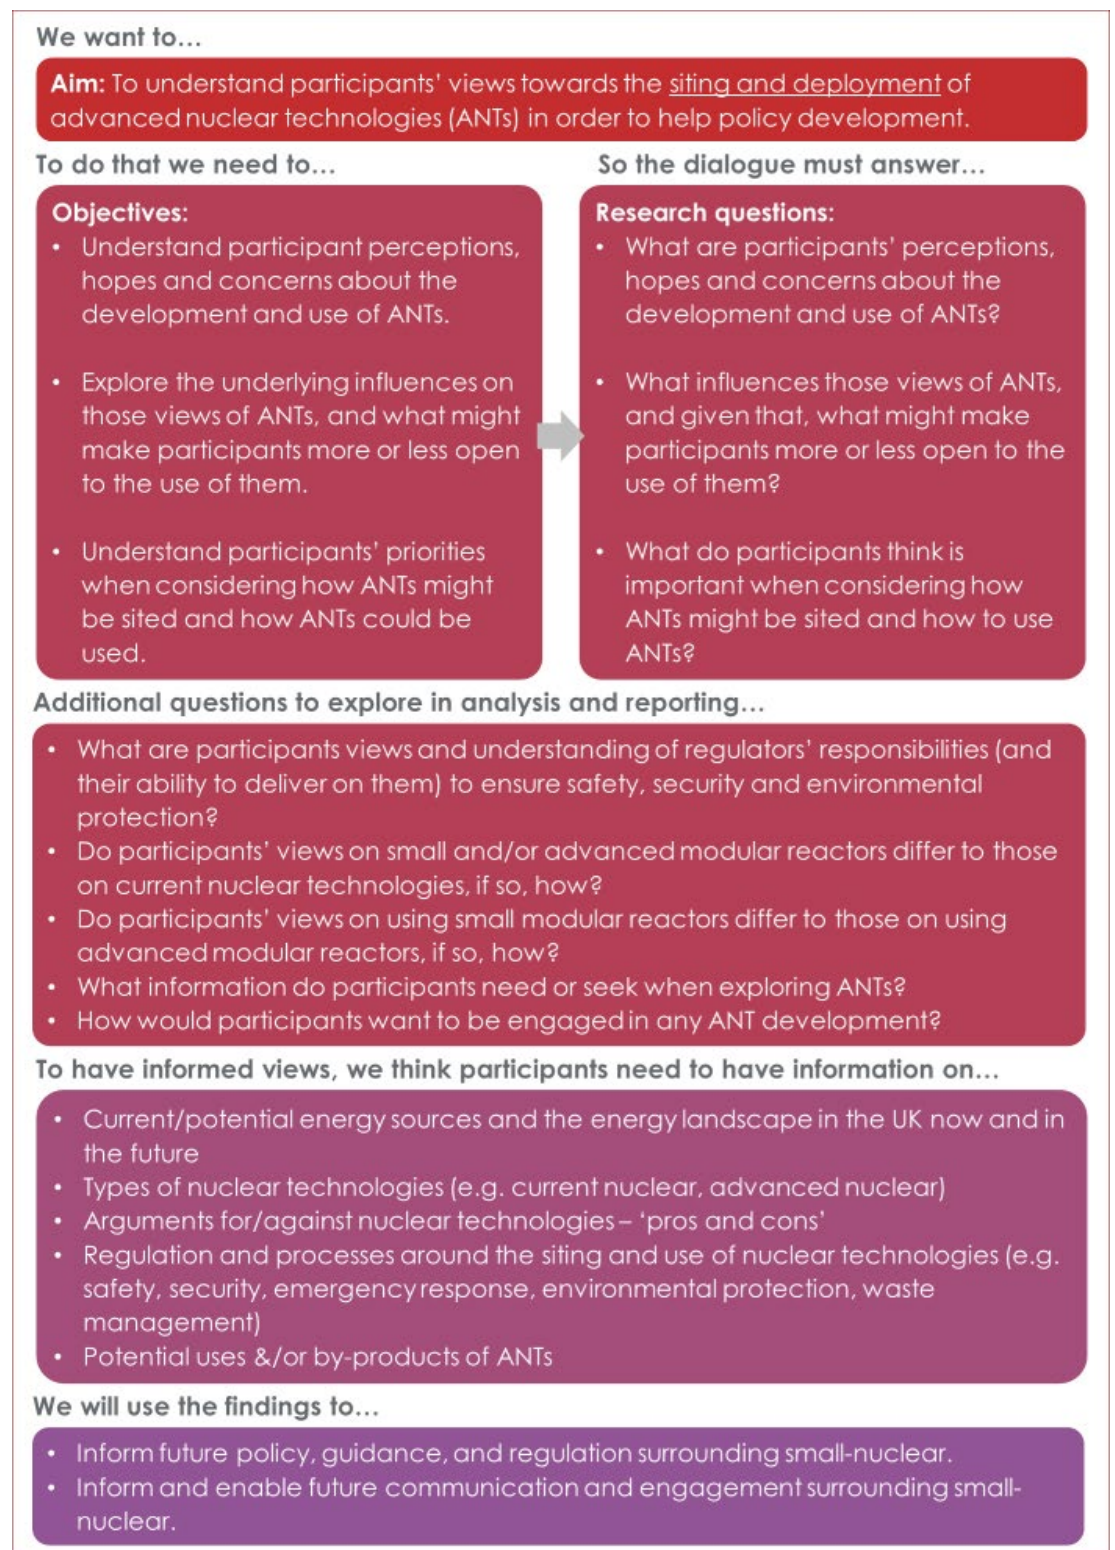 We want to…
Aim: To understand participants' views towards the siting and deployment of
advanced nuclear technologies (ANTs) in order to help policy development.
To do that we need to…
Objectives:
• Understand participant perceptions,
hopes and concerns about the
development and use of ANTs.
• Explore the underlying influences on
those views of ANTs, and what might
make participants more or less open
to the use of them.
• Understand participants' priorities
when considering how ANTs might
be sited and how ANTs could be
used.
So the dialogue must answer…
Research questions:
• What are participants' perceptions,
hopes and concerns about the
development and use of ANTs?
• What influences those views of ANTs,
and given that, what might make
participants more or less open to the
use of them?
• What do participants think is
important when considering how
ANTs might be sited and how to use
ANTs?
Additional questions to explore in analysis and reporting…
• What are participants views and understanding of regulators' responsibilities (and
their ability to deliver on them) to ensure safety, security and environmental
protection?
• Do participants' views on small and/or advanced modular reactors differ to those
on current nuclear technologies, if so, how?
• Do participants' views on using small modular reactors differ to those on using
advanced modular reactors, if so, how?
• What information do participants need or seek when exploring ANTs?
• How would participants want to be engaged in any ANT development?
To have informed views, we think participants need to have information on…
• Current/potential energy sources and the energy landscape in the UK now and in
the future
• Types of nuclear technologies (e.g. current nuclear, advanced nuclear)
• Arguments for/against nuclear technologies – 'pros and cons'
• Regulation and processes around the siting and use of nuclear technologies (e.g.
safety, security, emergency response, environmental protection, waste
management)
• Potential uses &/or by-products of ANTs
We will use the findings to…
• Inform future policy, guidance, and regulation surrounding small-nuclear.
• Inform and enable future communication and engagement surrounding small-
nuclear.